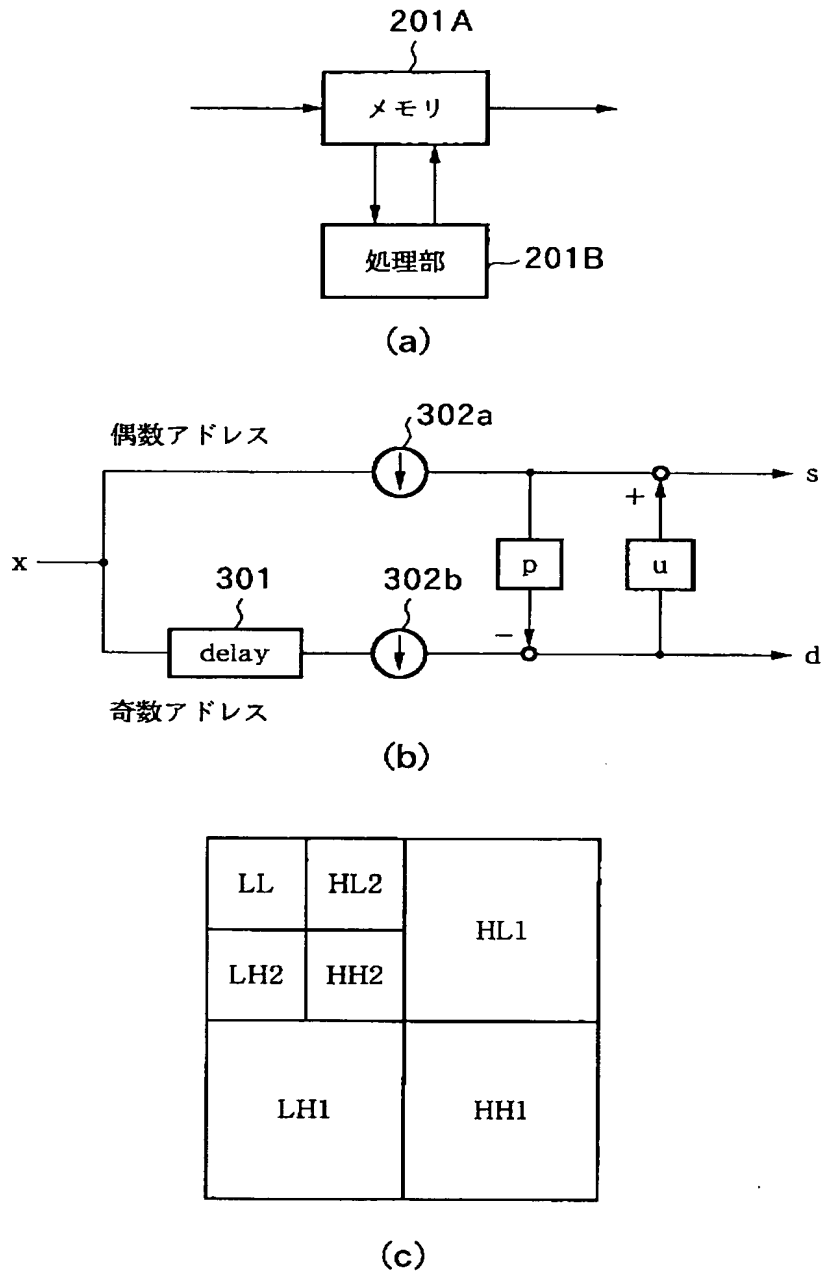 201A
メモリ
処理部
201B
(a)
偶数アドレス
302a
s
+
x
p
u
301
302b
−
delay
d
奇数アドレス
(b)
LL
HL2
HL1
LH2
HH2
LH1
HH1
(c)